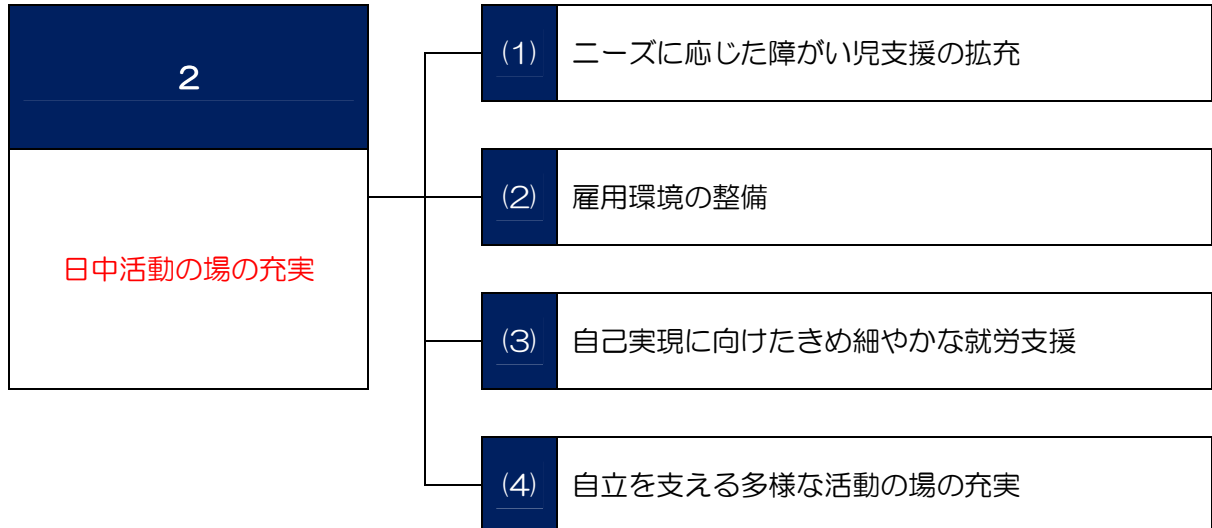 2
日中活動の場の充実
(1) ニーズに応じた障がい児支援の拡充
(2) 雇用環境の整備
(3) 自己実現に向けたきめ細やかな就労支援
(4) 自立を支える多様な活動の場の充実